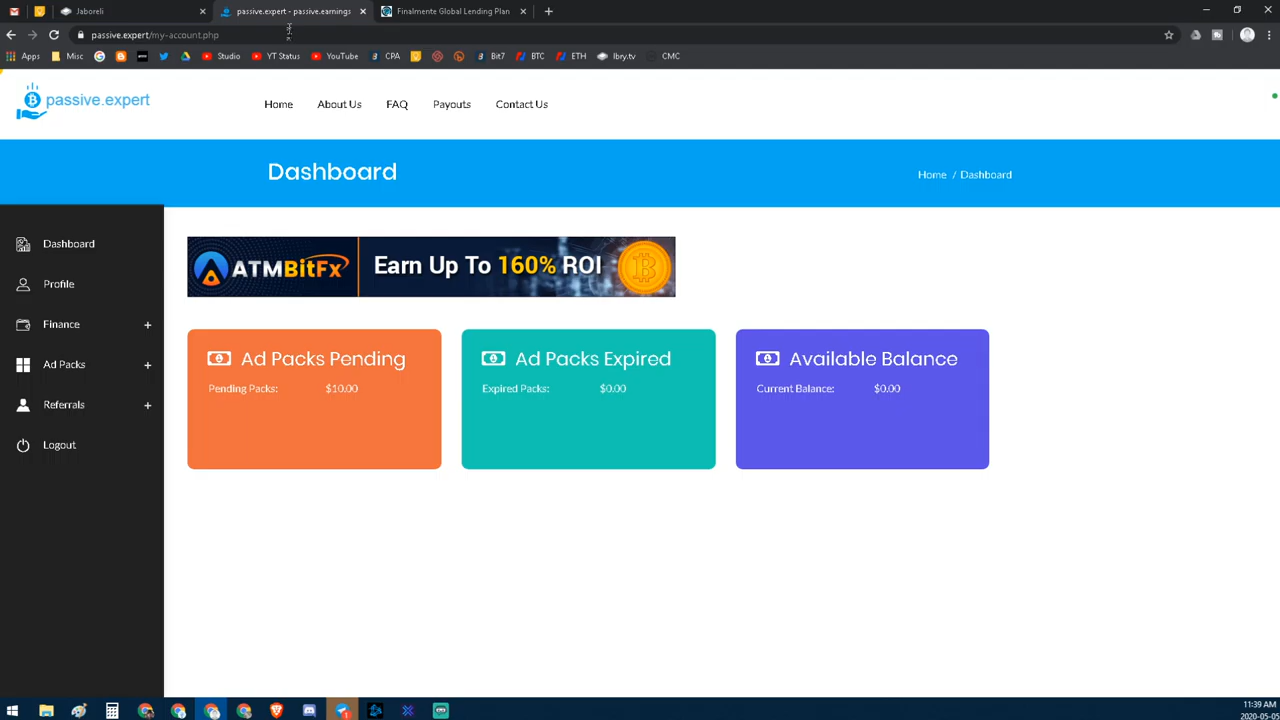 Jaboreli
passive.expert - passive.earnings
Finalmente Global Lending Plan
passive.expert/my-account.php
Apps Misc Studio YT Status YouTube CPA Bit7 BTC ETH lbry.tv CMC
passive.expert
Home About Us FAQ Payouts Contact Us
Dashboard
Home / Dashboard
Dashboard
Profile
Finance +
Ad Packs +
Referrals +
Logout
ATMBitFx Earn Up To 160% ROI
Ad Packs Pending
Pending Packs: $10.00
Ad Packs Expired
Expired Packs: $0.00
Available Balance
Current Balance: $0.00
11:39 AM
2020-05-05